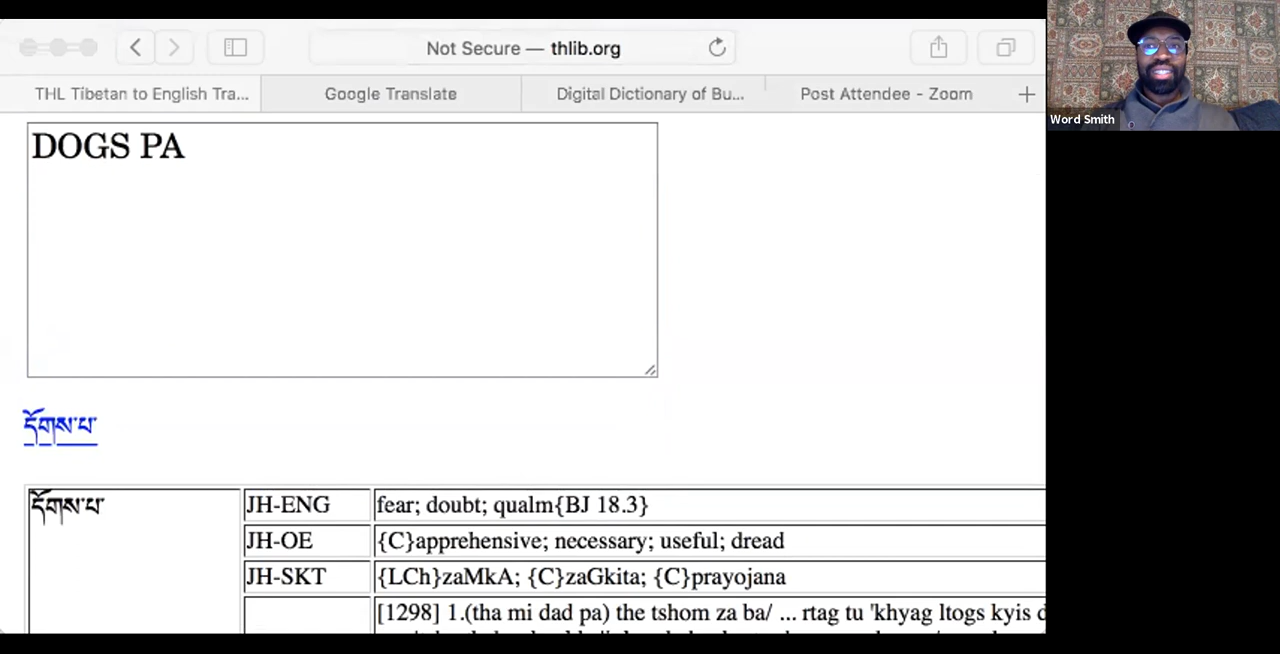 Not Secure — thlib.org
THL Tibetan to English Tra...
Google Translate
Digital Dictionary of Bu...
Post Attendee - Zoom
Word Smith
DOGS PA
དོགས་པ་
དོགས་པ་
JH-ENG
fear; doubt; qualm{BJ 18.3}
JH-OE
{C}apprehensive; necessary; useful; dread
JH-SKT
{LCh}zaMkA; {C}zaGkita; {C}prayojana
[1298] 1.(tha mi dad pa) the tshom za ba/ ... rtag tu 'khyag ltogs kyis d